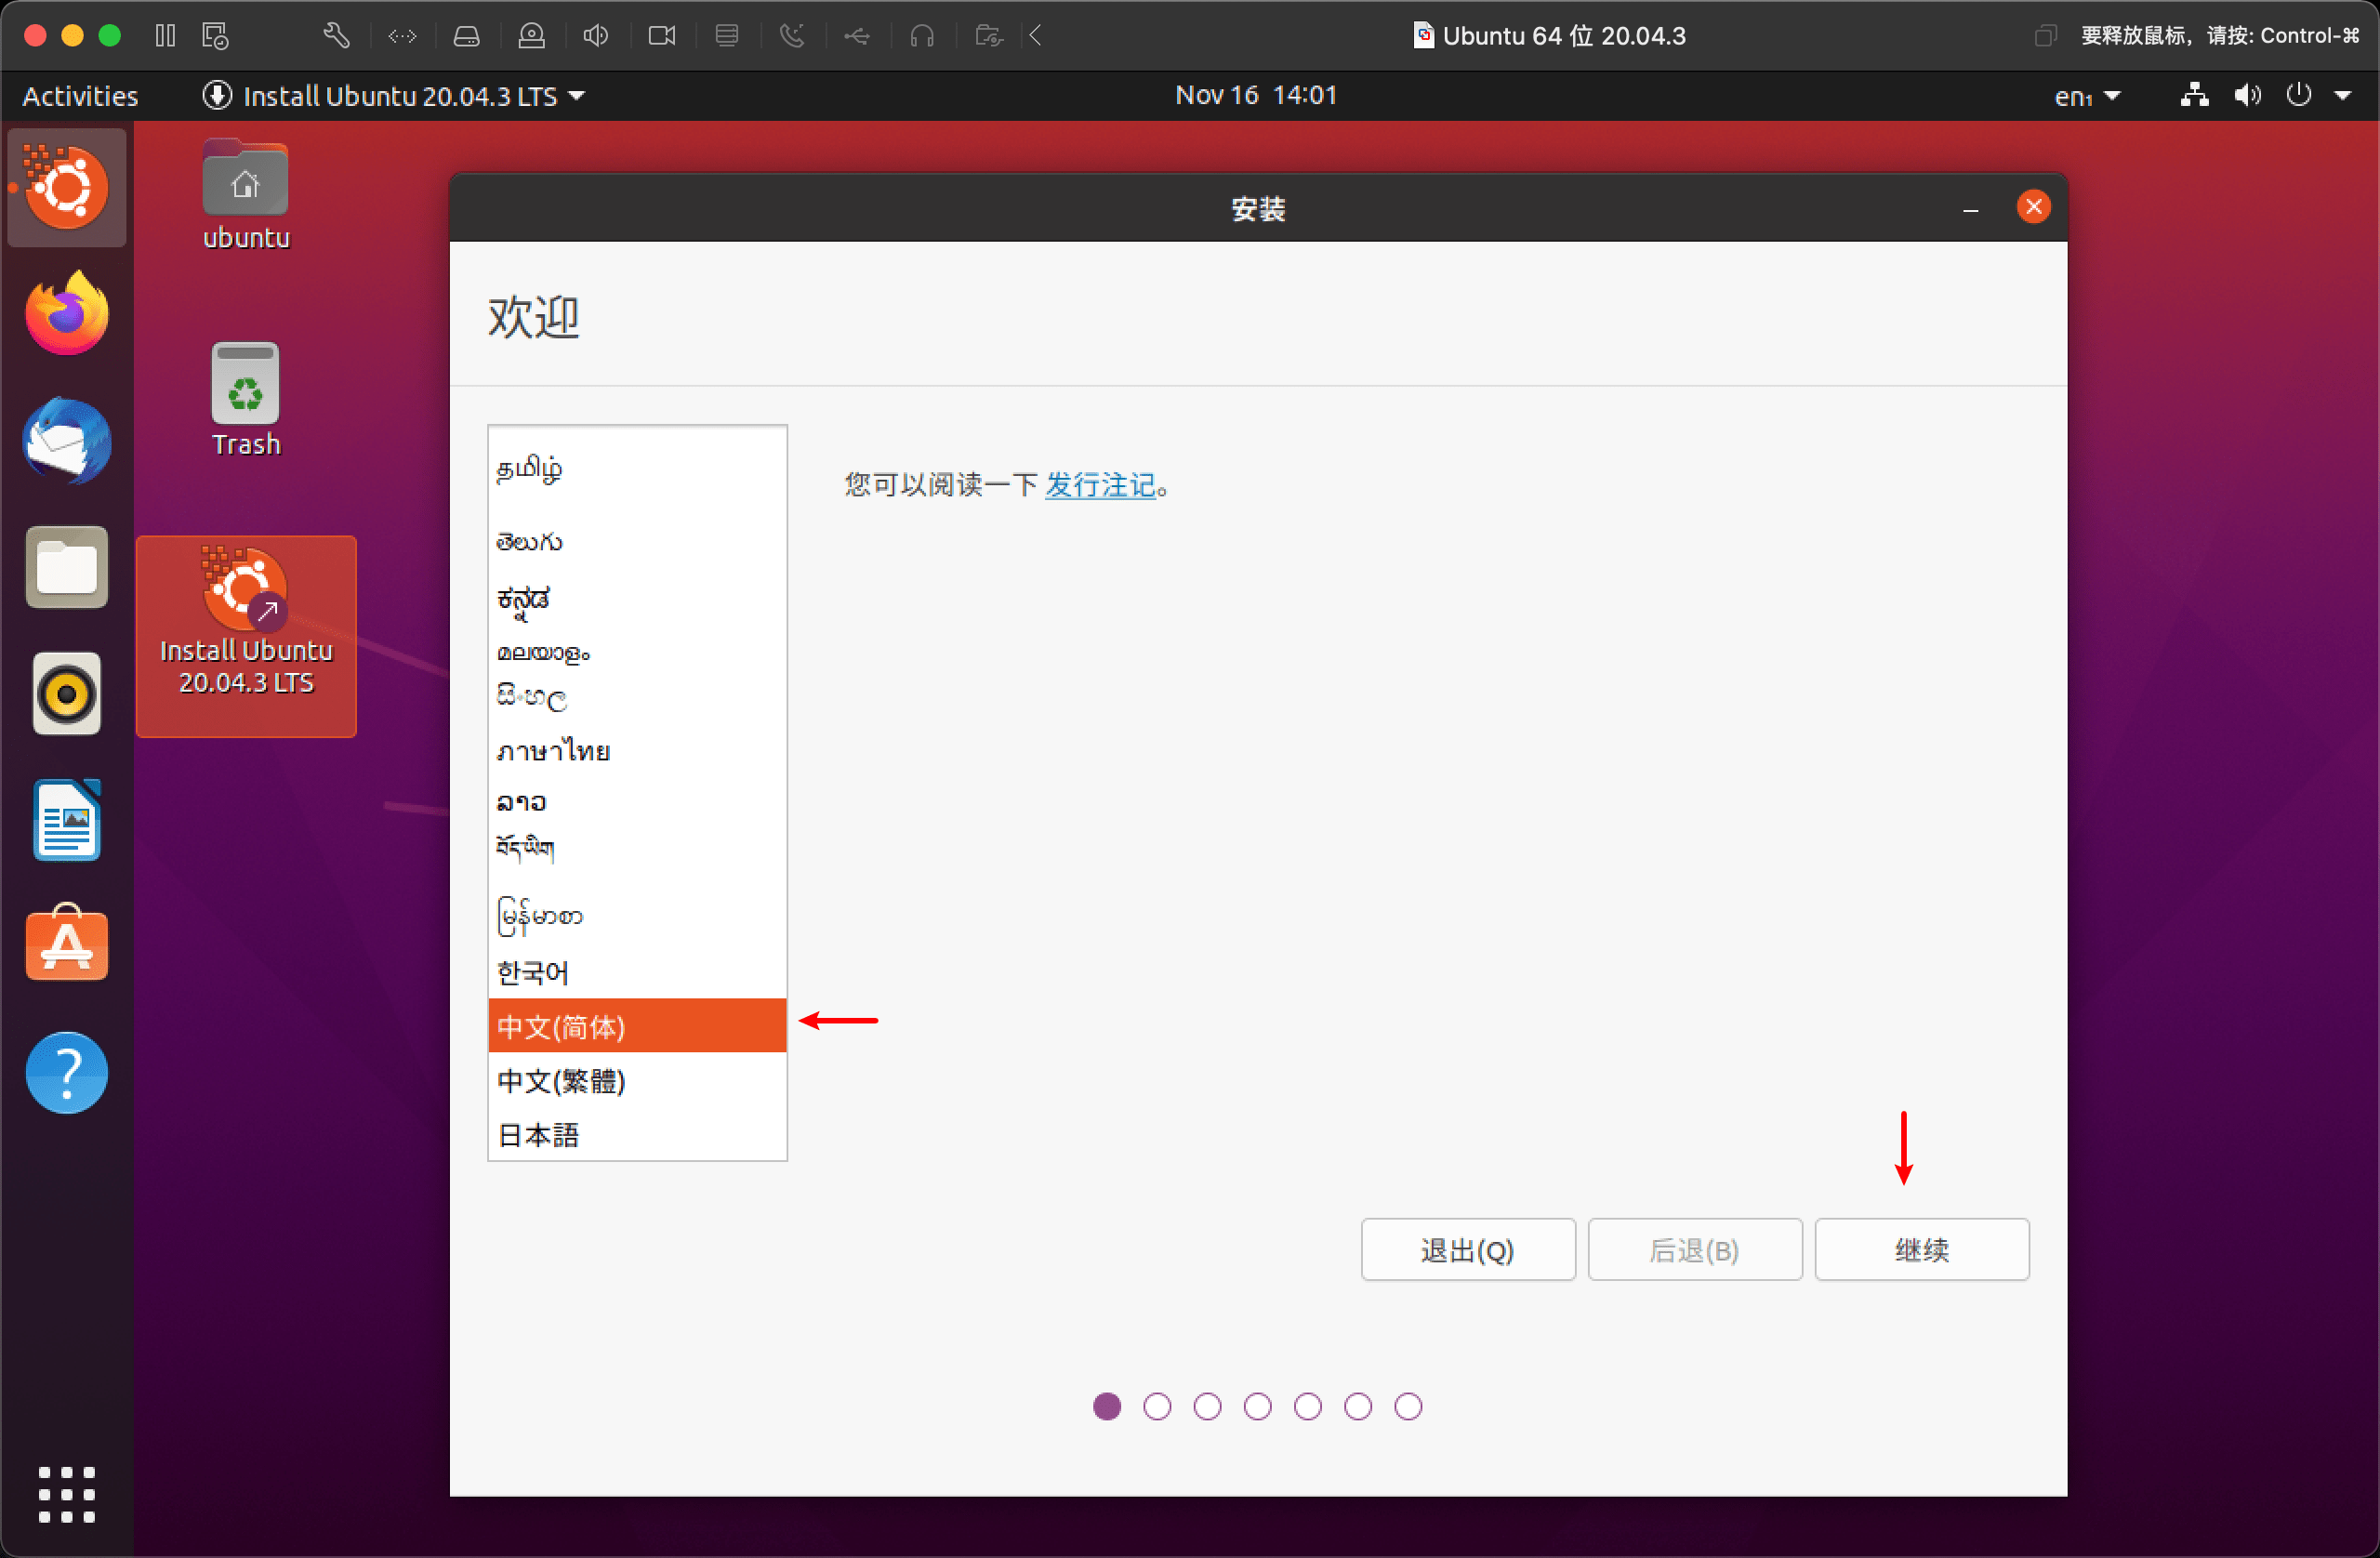 Ubuntu 64 位 20.04.3
要释放鼠标，请按: Control-⌘
Activities
Install Ubuntu 20.04.3 LTS
Nov 16 14:01
en₁
ubuntu
Trash
Install Ubuntu
20.04.3 LTS
安装
欢迎
தமிழ்
తెలుగు
ಕನ್ನಡ
മലയാളം
සිංහල
ภาษาไทย
ລາວ
བོད་ཡིག
မြန်မာစာ
한국어
中文(简体)
中文(繁體)
日本語
您可以阅读一下 发行注记。
退出(Q)
后退(B)
继续